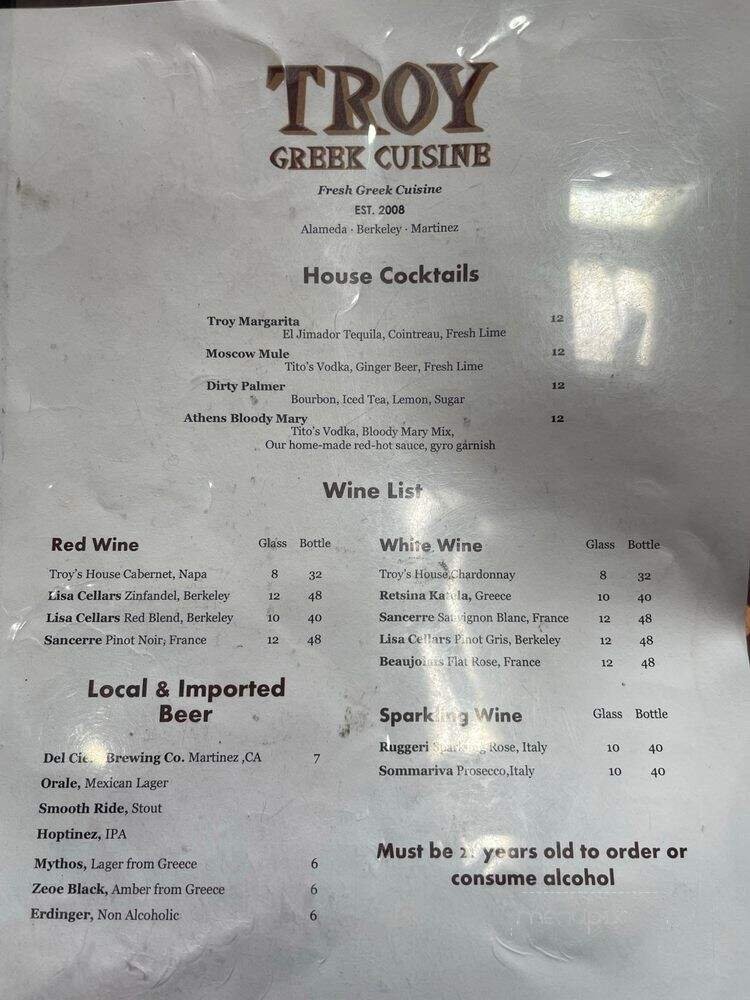 TROY
GREEK CUISINE
Fresh Greek Cuisine
EST. 2008
Alameda · Berkeley · Martinez
House Cocktails
Troy Margarita 12
El Jimador Tequila, Cointreau, Fresh Lime
Moscow Mule 12
Tito's Vodka, Ginger Beer, Fresh Lime
Dirty Palmer 12
Bourbon, Iced Tea, Lemon, Sugar
Athens Bloody Mary 12
Tito's Vodka, Bloody Mary Mix,
Our home-made red-hot sauce, gyro garnish
Wine List
Red Wine Glass Bottle
Troy's House Cabernet, Napa 8 32
Lisa Cellars Zinfandel, Berkeley 12 48
Lisa Cellars Red Blend, Berkeley 10 40
Sancerre Pinot Noir, France 12 48
White Wine Glass Bottle
Troy's House Chardonnay 8 32
Retsina Greece 10 40
Sancerre Sauvignon Blanc, France 12 48
Lisa Cellars Pinot Gris, Berkeley 12 48
Flat Rose, France 12 48
Local & Imported
Beer
Del Brewing Co. Martinez ,CA 7
Orale, Mexican Lager
Smooth Ride, Stout
Hoptinez, IPA
Mythos, Lager from Greece 6
Zeoe Black, Amber from Greece 6
Erdinger, Non Alcoholic 6
Sparkling Wine Glass Bottle
Ruggeri Sparkling Rose, Italy 10 40
Sommariva Prosecco,Italy 10 40
Must be 21 years old to order or
consume alcohol